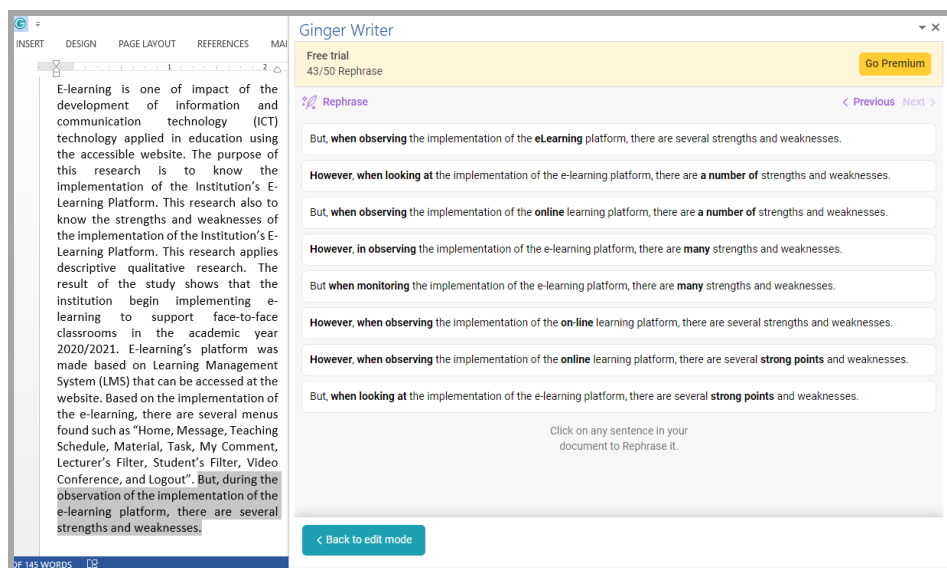 Ginger Writer
INSERT DESIGN PAGE LAYOUT REFERENCES MAI
Free trial
43/50 Rephrase
Go Premium
1 2
Rephrase
Previous Next
E-learning is one of impact of the
development of information and
communication technology (ICT)
technology applied in education using
the accessible website. The purpose of
this research is to know the
implementation of the Institution's E-
Learning Platform. This research also to
know the strengths and weaknesses of
the implementation of the Institution's E-
Learning Platform. This research applies
descriptive qualitative research. The
result of the study shows that the
institution begin implementing e-
learning to support face-to-face
classrooms in the academic year
2020/2021. E-learning's platform was
made based on Learning Management
System (LMS) that can be accessed at the
website. Based on the implementation of
the e-learning, there are several menus
found such as “Home, Message, Teaching
Schedule, Material, Task, My Comment,
Lecturer's Filter, Student's Filter, Video
Conference, and Logout”. But, during the
observation of the implementation of the
e-learning platform, there are several
strengths and weaknesses.
But, when observing the implementation of the eLearning platform, there are several strengths and weaknesses.
However, when looking at the implementation of the e-learning platform, there are a number of strengths and weaknesses.
But, when observing the implementation of the online learning platform, there are a number of strengths and weaknesses.
However, in observing the implementation of the e-learning platform, there are many strengths and weaknesses.
But when monitoring the implementation of the e-learning platform, there are many strengths and weaknesses.
However, when observing the implementation of the on-line learning platform, there are several strengths and weaknesses.
However, when observing the implementation of the online learning platform, there are several strong points and weaknesses.
But, when looking at the implementation of the e-learning platform, there are several strong points and weaknesses.
Click on any sentence in your
document to Rephrase it.
Back to edit mode
OF 145 WORDS